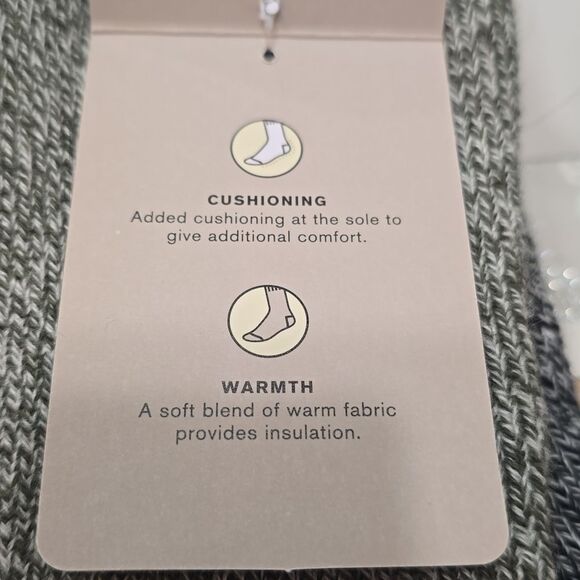 CUSHIONING
Added cushioning at the sole to
give additional comfort.
WARMTH
A soft blend of warm fabric
provides insulation.